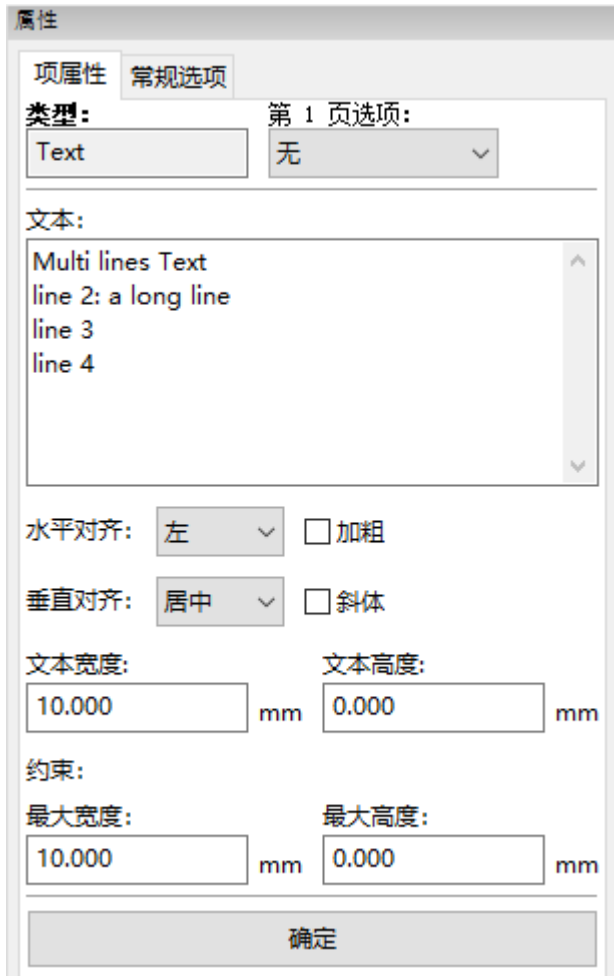 属性
项属性 常规选项
类型: 第 1 页选项:
Text 无
文本:
Multi lines Text
line 2: a long line
line 3
line 4
水平对齐: 左 加粗
垂直对齐: 居中 斜体
文本宽度: 文本高度:
10.000 mm 0.000 mm
约束:
最大宽度: 最大高度:
10.000 mm 0.000 mm
确定